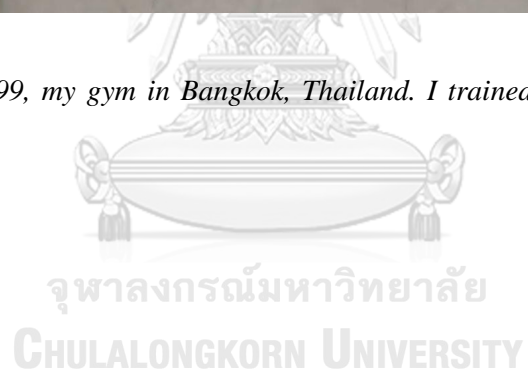 99, my gym in Bangkok, Thailand. I trained
จุฬาลงกรณ์มหาวิทยาลัย
CHULALONGKORN UNIVERSITY